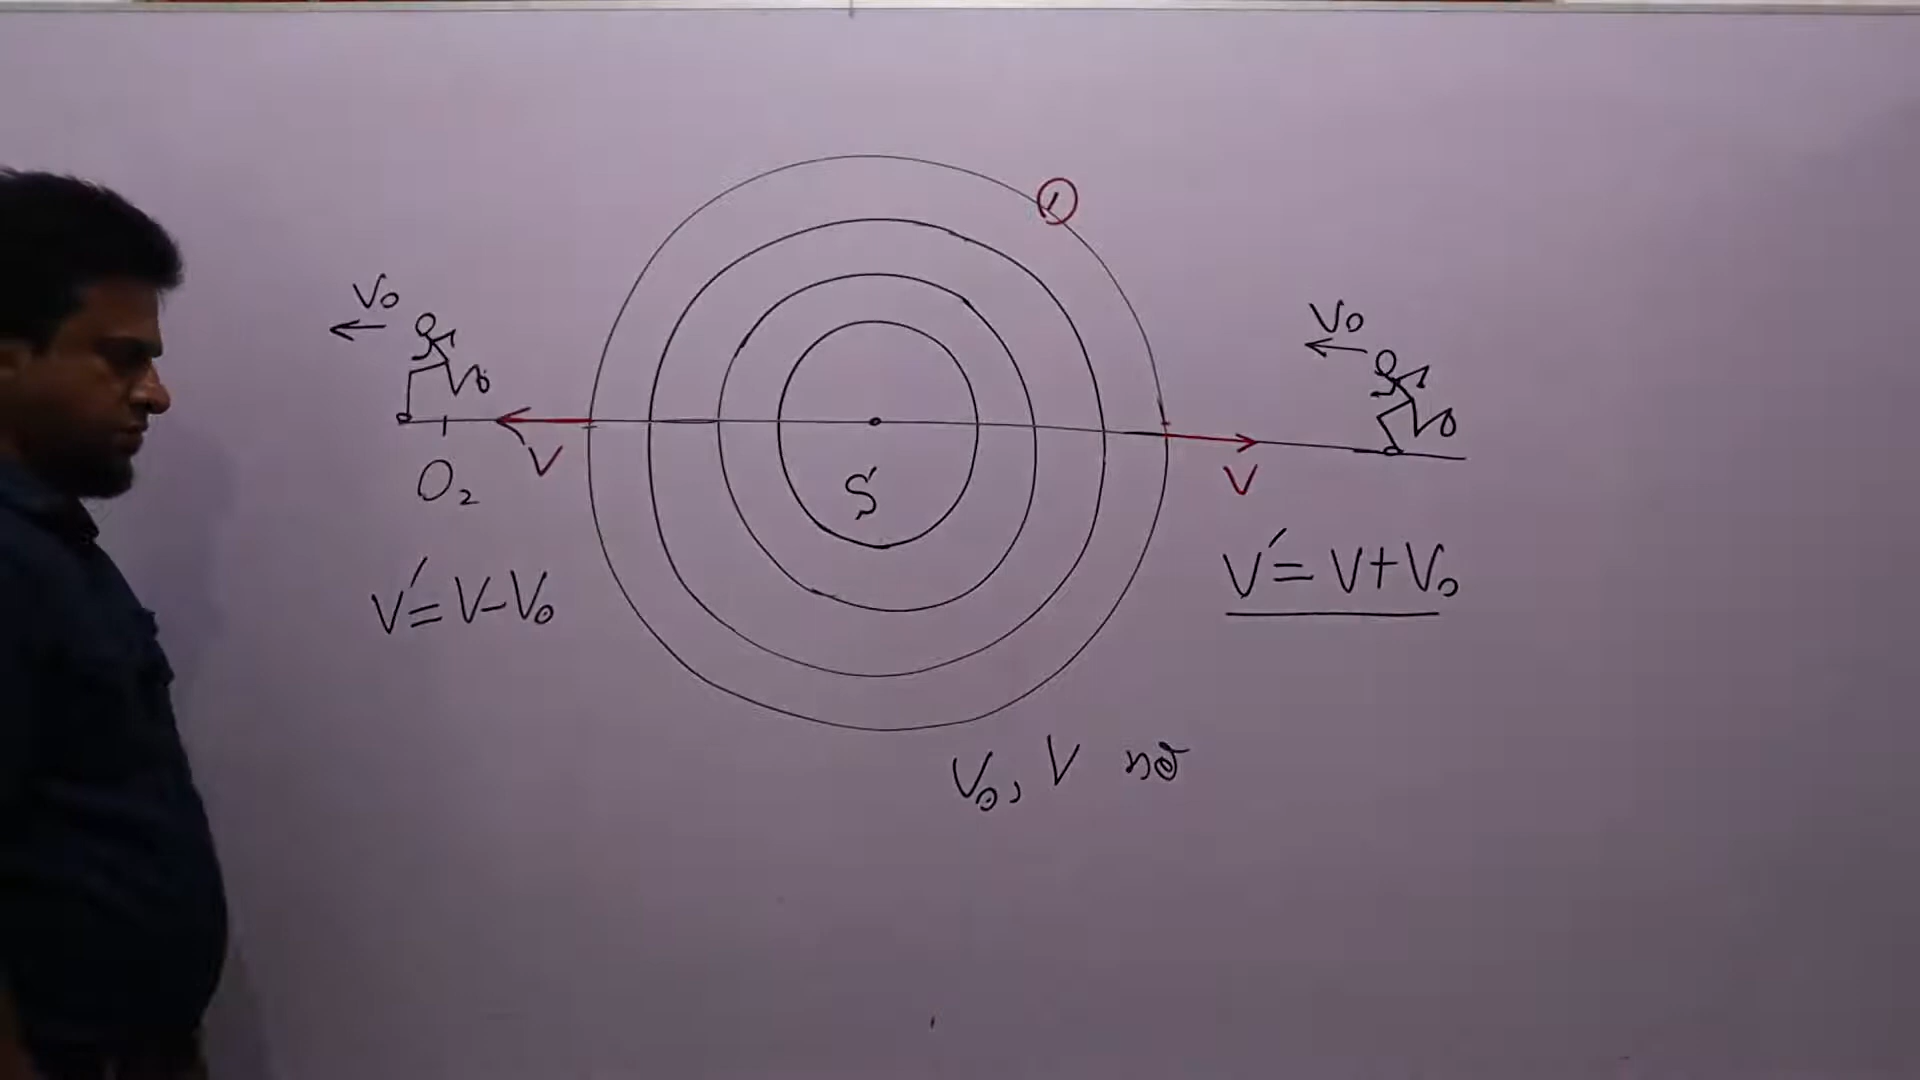 1
V₀
V₀
V
V
O₂
S
V′ = V − V₀
V′ = V + V₀
V₀, V